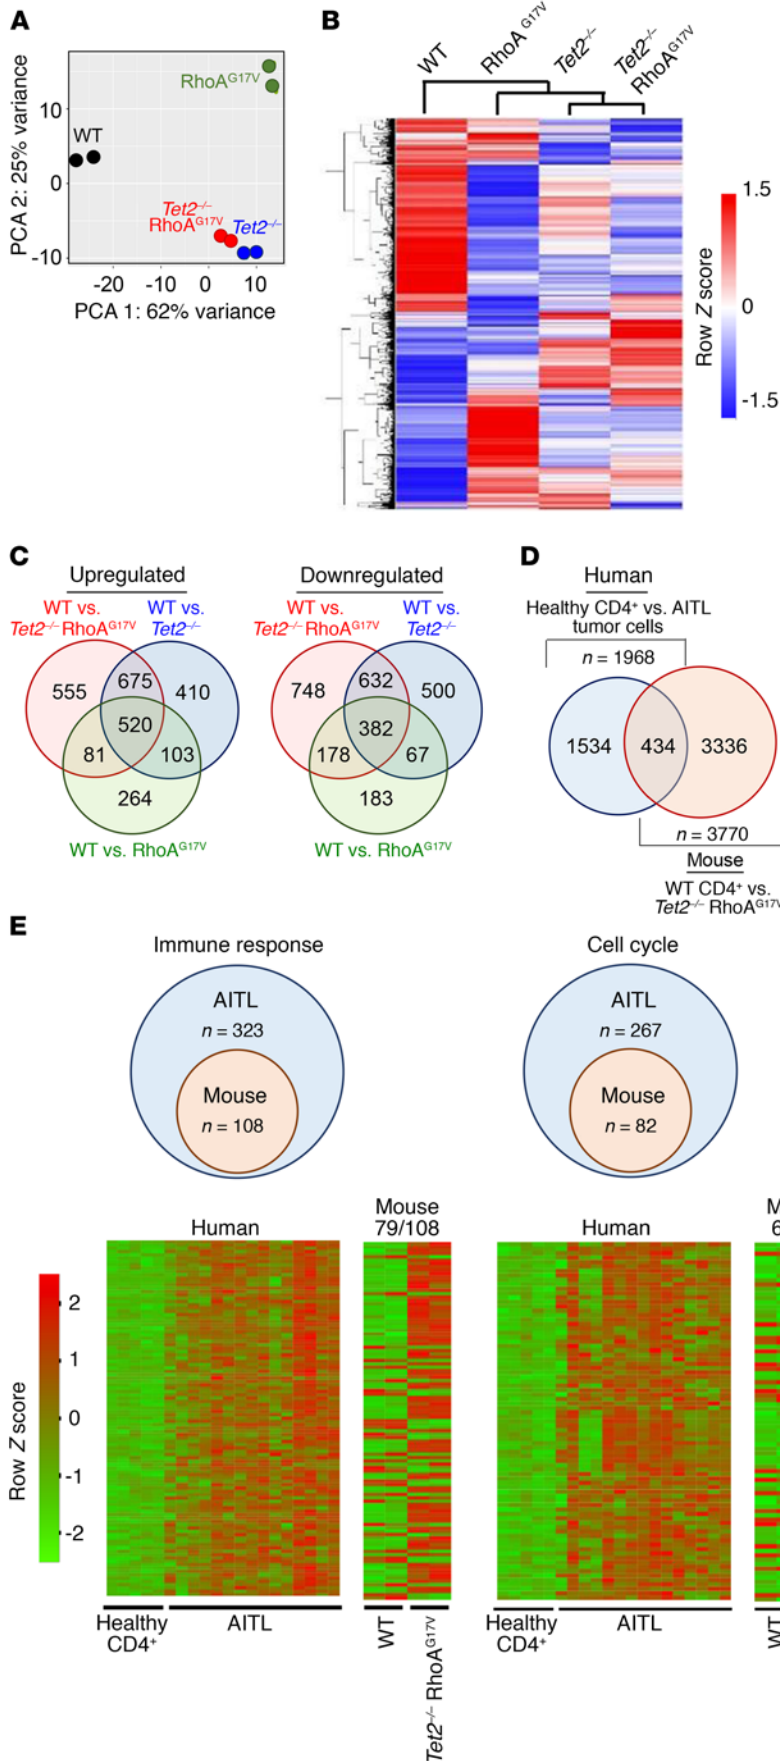 A
PCA 2: 25% variance
10
0
-10
RhoA^G17V
WT
Tet2^–/–
RhoA^G17V
Tet2^–/–
-20
-10
0
10
PCA 1: 62% variance
B
WT
RhoA^G17V
Tet2^–/–
Tet2^–/–
RhoA^G17V
1.5
0
-1.5
Row Z score
C
Upregulated
WT vs.
Tet2^–/– RhoA^G17V
WT vs.
Tet2^–/–
555
675
410
520
81
103
264
WT vs. RhoA^G17V
Downregulated
WT vs.
Tet2^–/– RhoA^G17V
WT vs.
Tet2^–/–
748
632
500
382
178
67
183
WT vs. RhoA^G17V
D
Human
Healthy CD4⁺ vs. AITL
tumor cells
n = 1968
1534
434
3336
n = 3770
Mouse
WT CD4⁺ vs.
Tet2^–/– RhoA^G17V
E
Immune response
AITL
n = 323
Mouse
n = 108
Cell cycle
AITL
n = 267
Mouse
n = 82
Row Z score
2
1
0
-1
-2
Human
Mouse
79/108
Healthy
CD4⁺
AITL
WT
Tet2^–/– RhoA^G17V
Human
M
6
Healthy
CD4⁺
AITL
WT